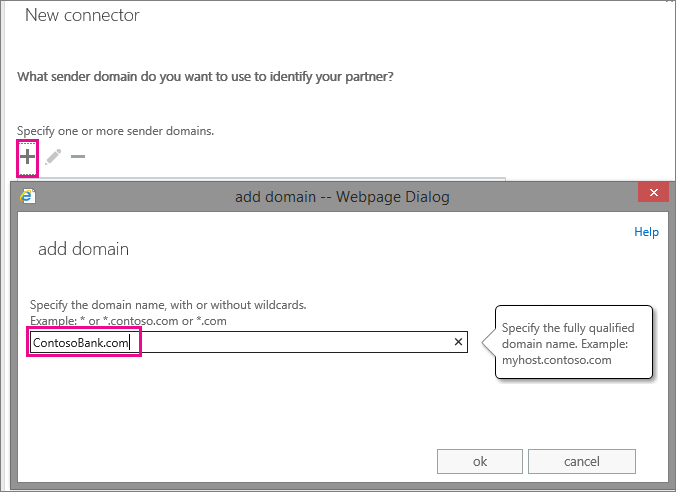 New connector
What sender domain do you want to use to identify your partner?
Specify one or more sender domains.
add domain -- Webpage Dialog
Help
add domain
Specify the domain name, with or without wildcards.
Example: * or *.contoso.com or *.com
ContosoBank.com
Specify the fully qualified
domain name. Example:
myhost.contoso.com
ok
cancel